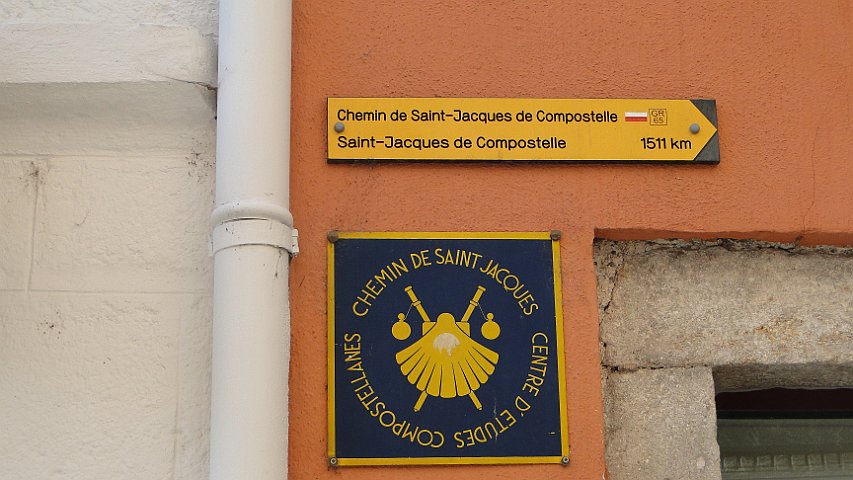 Chemin de Saint-Jacques de Compostelle GR 65
Saint-Jacques de Compostelle 1511 km
CHEMIN DE SAINT JACQUES
CENTRE D'ETUDES COMPOSTELLANES